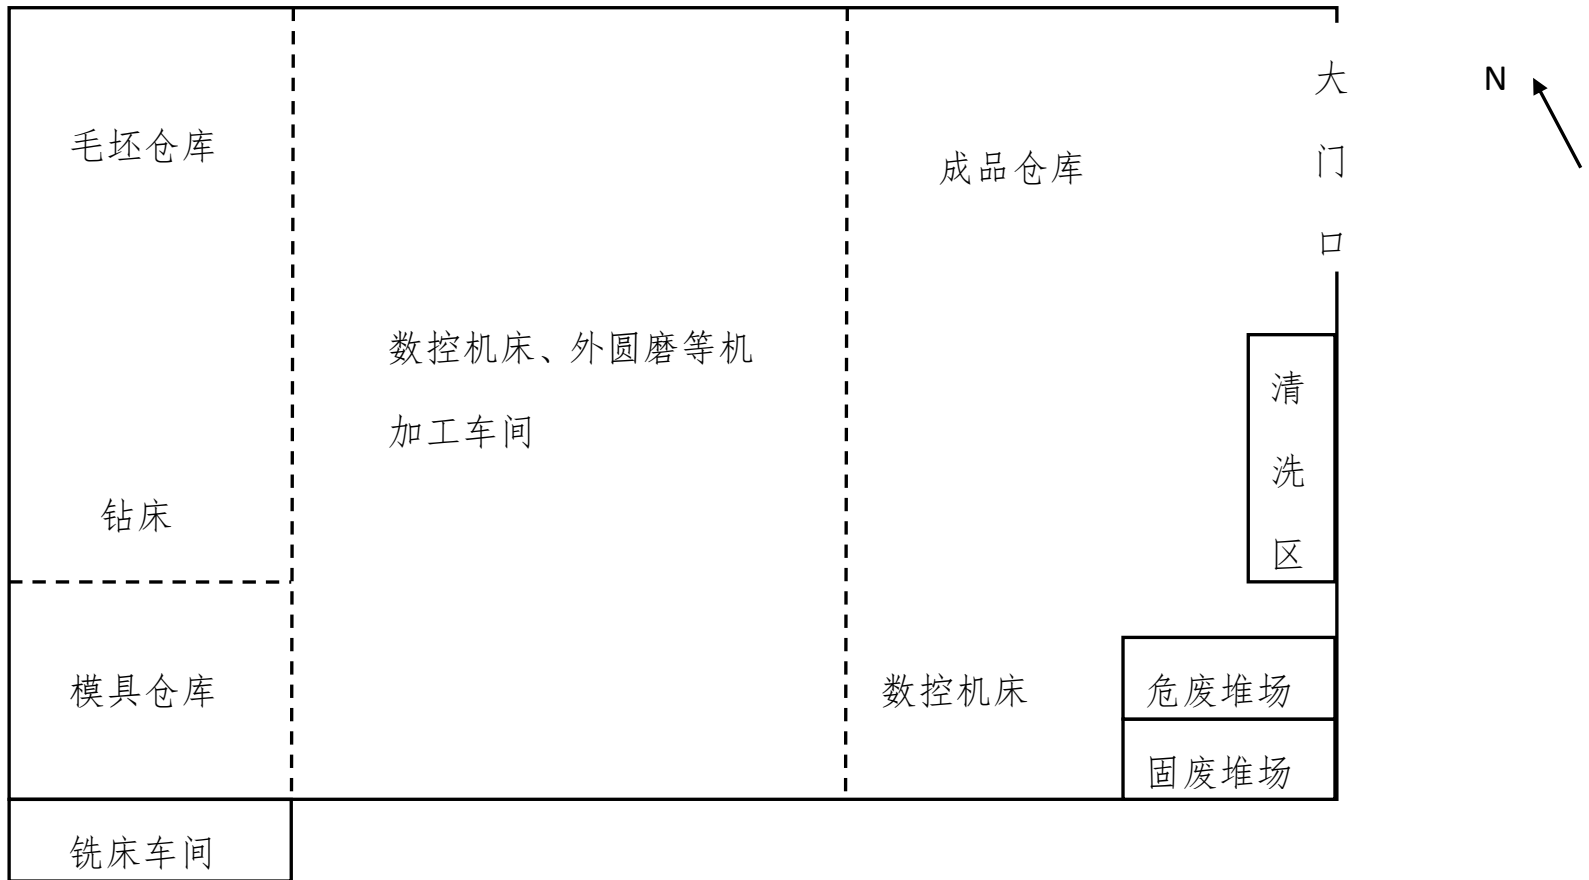 大门口
N
毛坯仓库
成品仓库
数控机床、外圆磨等机
加工车间
清洗区
钻床
模具仓库
数控机床
危废堆场
固废堆场
铣床车间